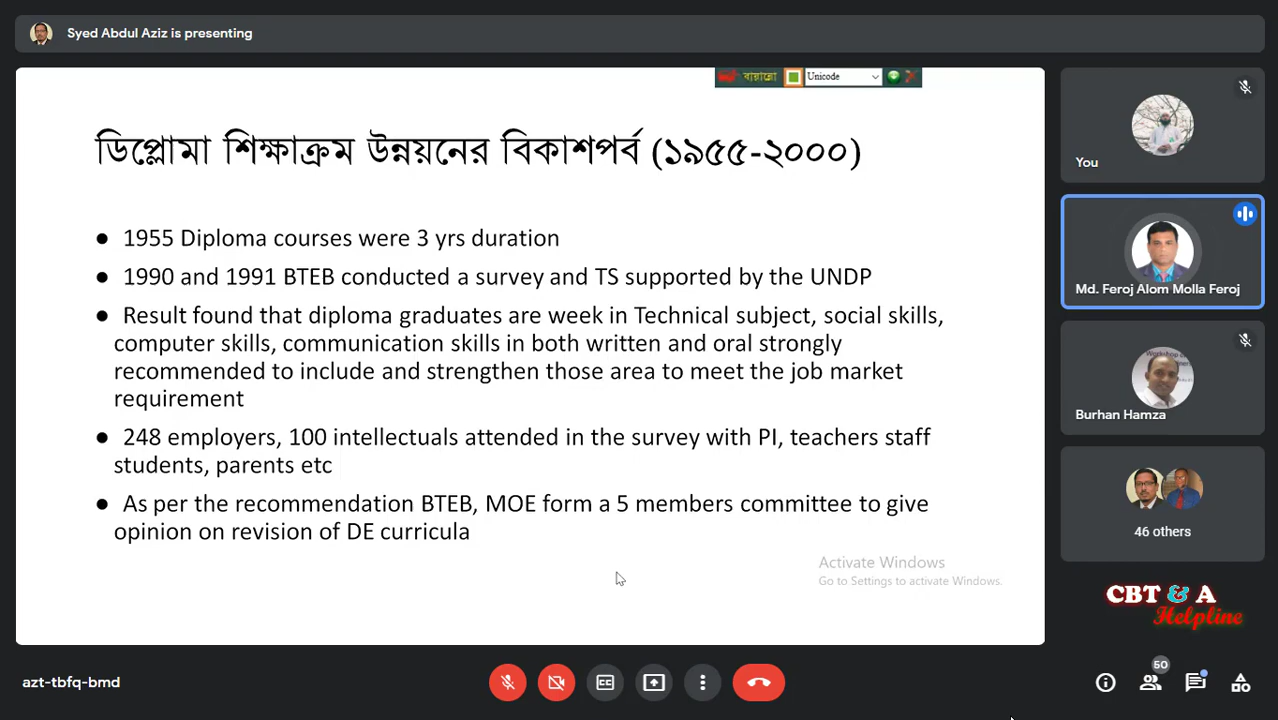 Syed Abdul Aziz is presenting
বায়ান্নো Unicode
ডিপ্লোমা শিক্ষাক্রম উন্নয়নের বিকাশপর্ব (১৯৫৫-২০০০)
● 1955 Diploma courses were 3 yrs duration
● 1990 and 1991 BTEB conducted a survey and TS supported by the UNDP
● Result found that diploma graduates are week in Technical subject, social skills,
computer skills, communication skills in both written and oral strongly
recommended to include and strengthen those area to meet the job market
requirement
● 248 employers, 100 intellectuals attended in the survey with PI, teachers staff
students, parents etc
● As per the recommendation BTEB, MOE form a 5 members committee to give
opinion on revision of DE curricula
Activate Windows
Go to Settings to activate Windows.
You
Md. Feroj Alom Molla Feroj
Burhan Hamza
46 others
CBT & A
Helpline
azt-tbfq-bmd
CC
50